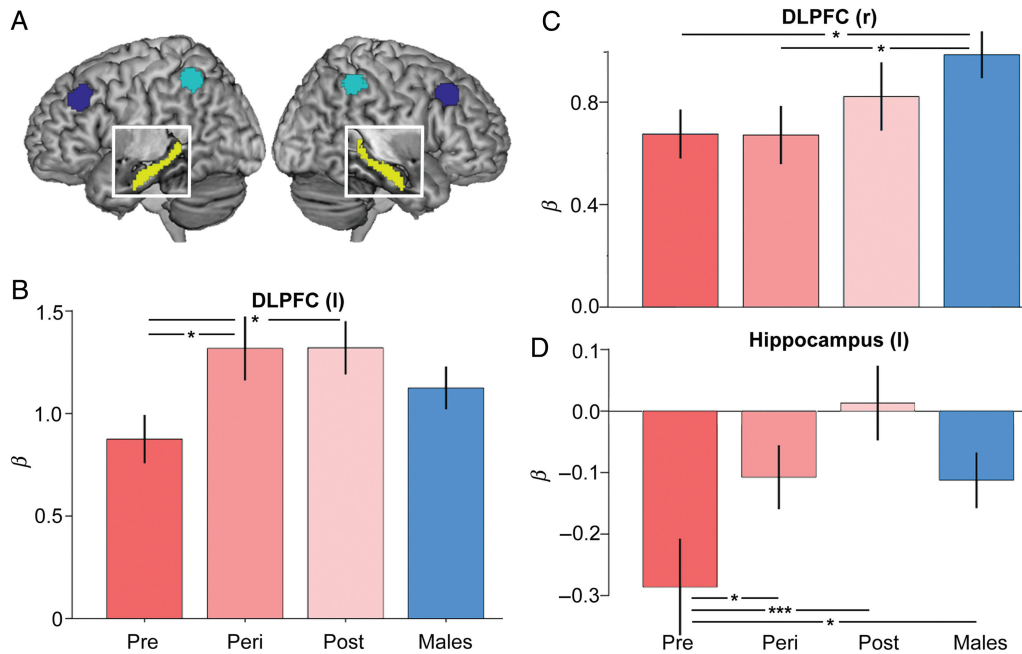 A
B
DLPFC (l)
1.5
1.0
0.5
0
β
*
*
Pre
Peri
Post
Males
C
DLPFC (r)
0.8
0.4
0.0
β
*
*
D
Hippocampus (l)
0.1
0.0
−0.1
−0.2
−0.3
β
*
***
*
Pre
Peri
Post
Males